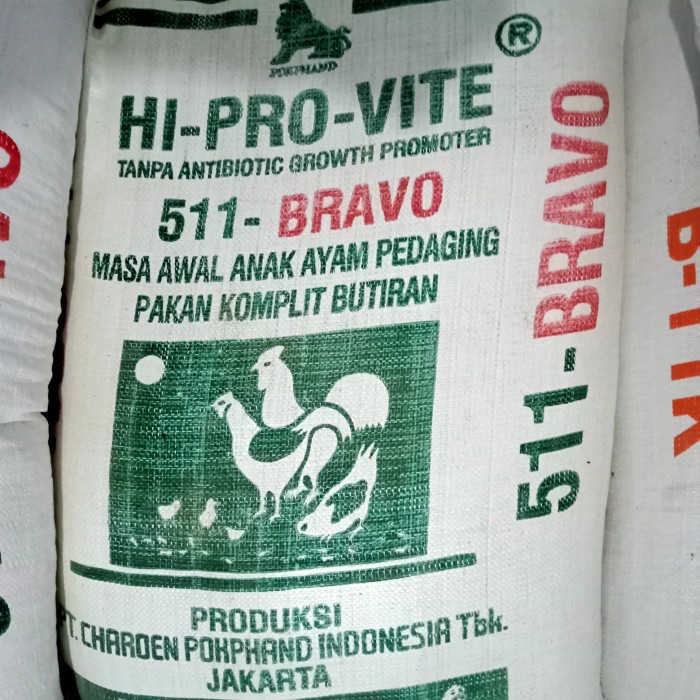 POKPHAND
®
HI-PRO-VITE
TANPA ANTIBIOTIC GROWTH PROMOTER
511- BRAVO
MASA AWAL ANAK AYAM PEDAGING
PAKAN KOMPLIT BUTIRAN
PRODUKSI
PT. CHAROEN POKPHAND INDONESIA Tbk.
JAKARTA
511-BRAVO